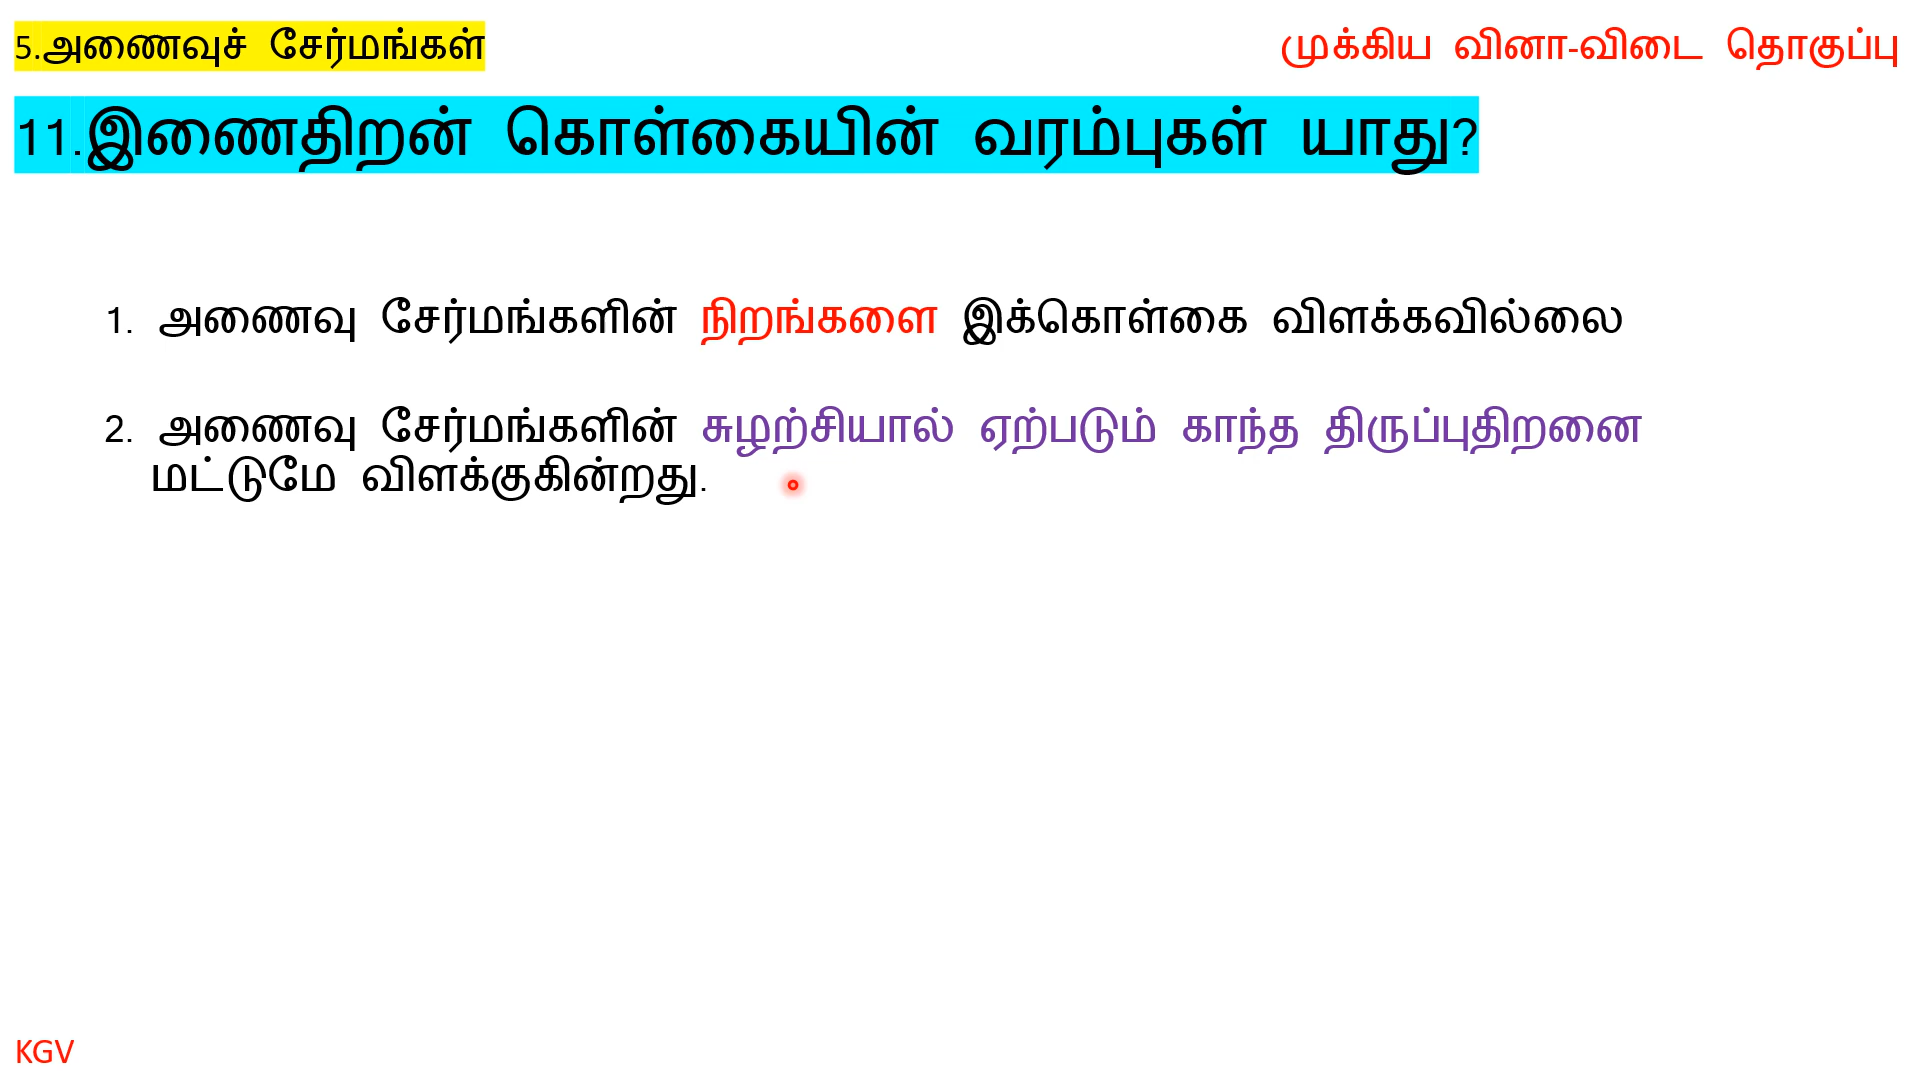 5.அணைவுச் சேர்மங்கள்
முக்கிய வினா-விடை தொகுப்பு
11.இணைதிறன் கொள்கையின் வரம்புகள் யாது?
1. அணைவு சேர்மங்களின் நிறங்களை இக்கொள்கை விளக்கவில்லை
2. அணைவு சேர்மங்களின் சுழற்சியால் ஏற்படும் காந்த திருப்புதிறனை
மட்டுமே விளக்குகின்றது.
KGV